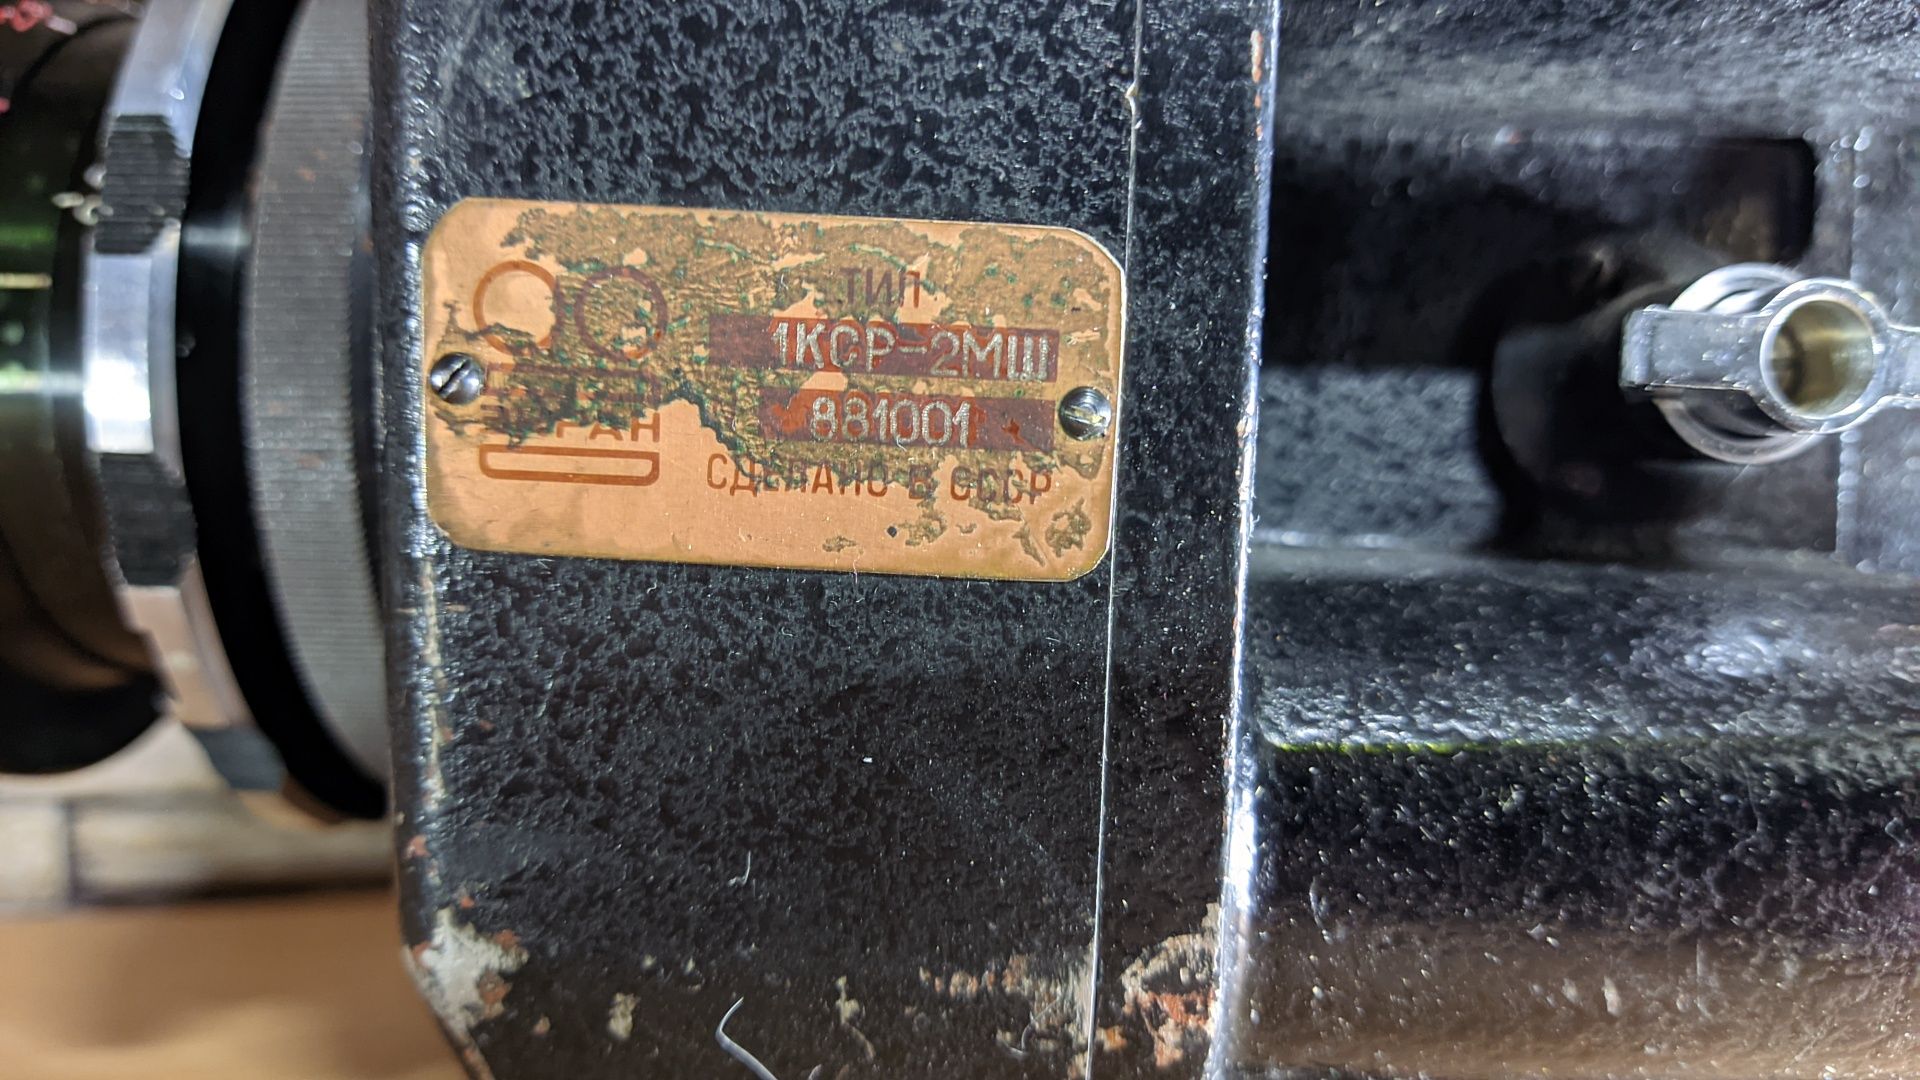 ТИП
1КСР-2МШ
881001
СДЕЛАНО В СССР